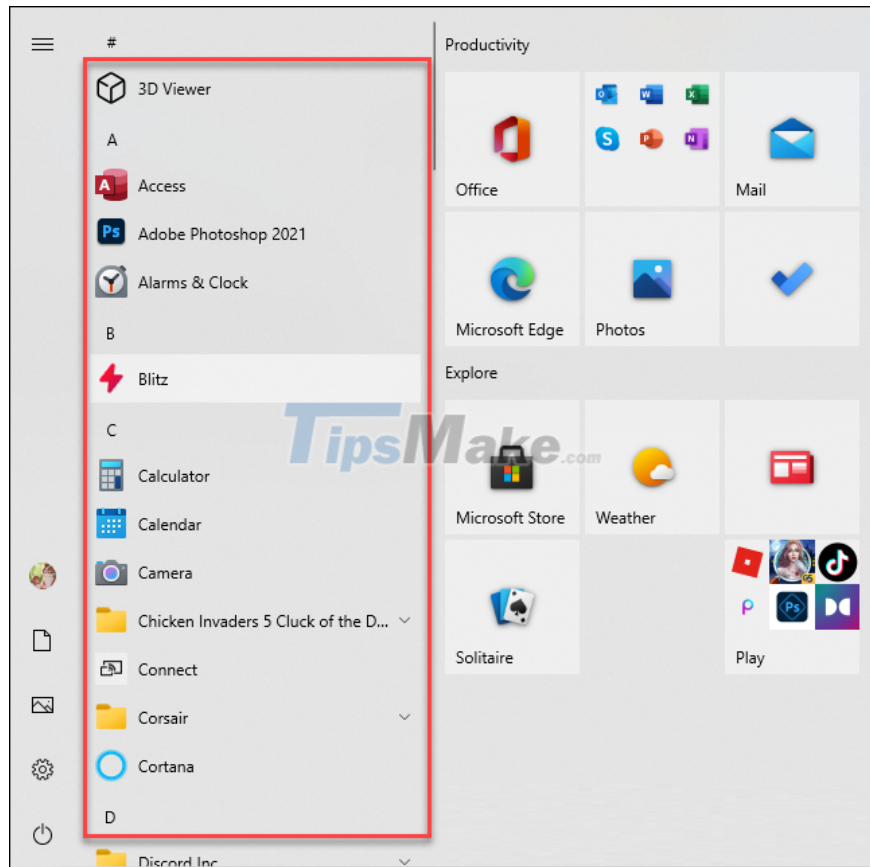 #
3D Viewer
A
Access
Adobe Photoshop 2021
Alarms & Clock
B
Blitz
C
Calculator
Calendar
Camera
Chicken Invaders 5 Cluck of the D...
Connect
Corsair
Cortana
D
Discord Inc
Productivity
Office
Mail
Microsoft Edge
Photos
Explore
Microsoft Store
Weather
Solitaire
Play
TipsMake.com